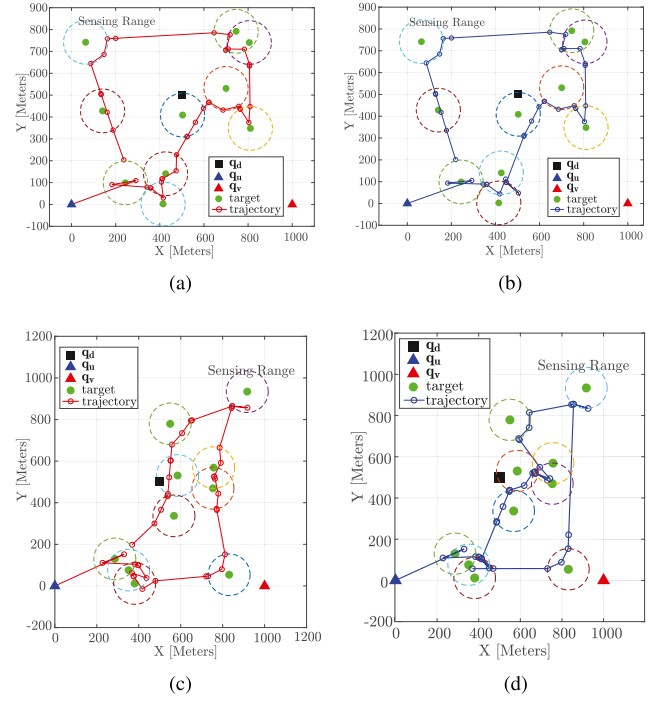 Sensing Range
900
800
700
600
500
400
300
200
100
0
-100
Y [Meters]
q_d
q_u
q_v
target
trajectory
0 200 400 600 800 1000
X [Meters]
(a)
Sensing Range
900
800
700
600
500
400
300
200
100
0
-100
Y [Meters]
q_d
q_u
q_v
target
trajectory
0 200 400 600 800 1000
X [Meters]
(b)
1200
1000
800
600
400
200
0
-200
Y [Meters]
q_d
q_u
q_v
target
trajectory
Sensing Range
0 200 400 600 800 1000 1200
X [Meters]
(c)
1200
1000
800
600
400
200
0
-200
Y [Meters]
q_d
q_u
q_v
target
trajectory
Sensing Range
0 200 400 600 800 1000
X [Meters]
(d)